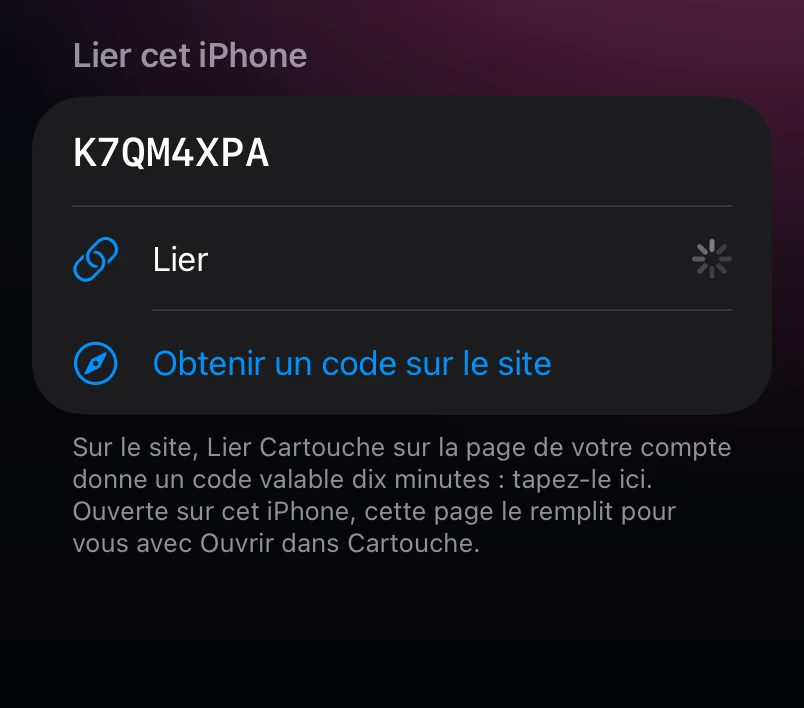 Lier cet iPhone
K7QM4XPA
Lier
Obtenir un code sur le site
Sur le site, Lier Cartouche sur la page de votre compte
donne un code valable dix minutes : tapez-le ici.
Ouverte sur cet iPhone, cette page le remplit pour
vous avec Ouvrir dans Cartouche.